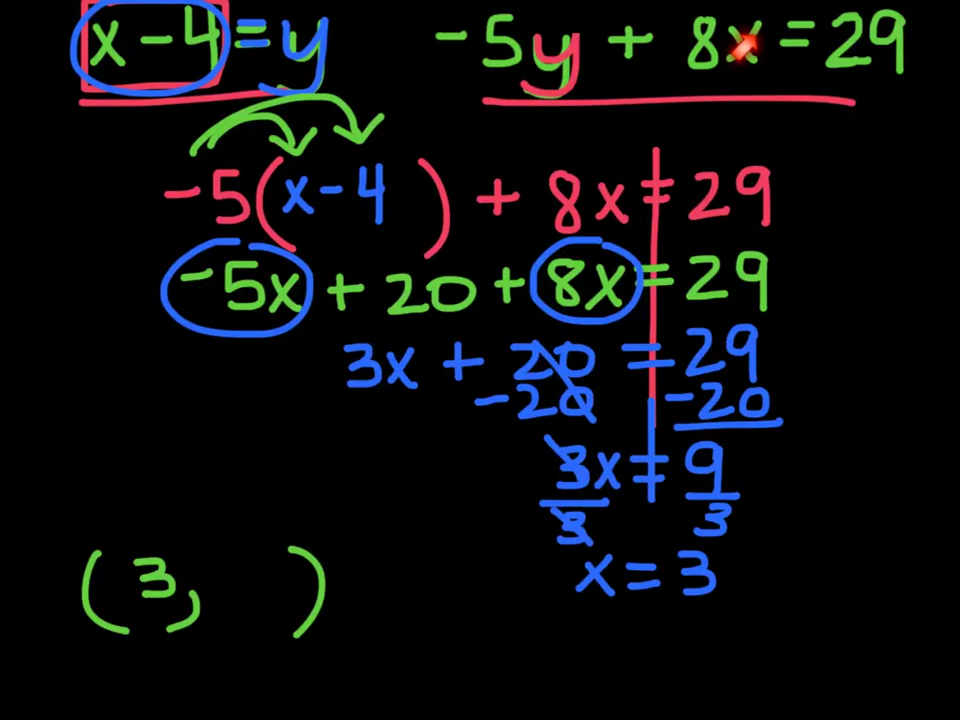 x - 4 = y
-5y + 8x = 29
-5(x - 4) + 8x = 29
-5x + 20 + 8x = 29
3x + 20 = 29
-20 -20
3x = 9
3 3
x = 3
(3, )